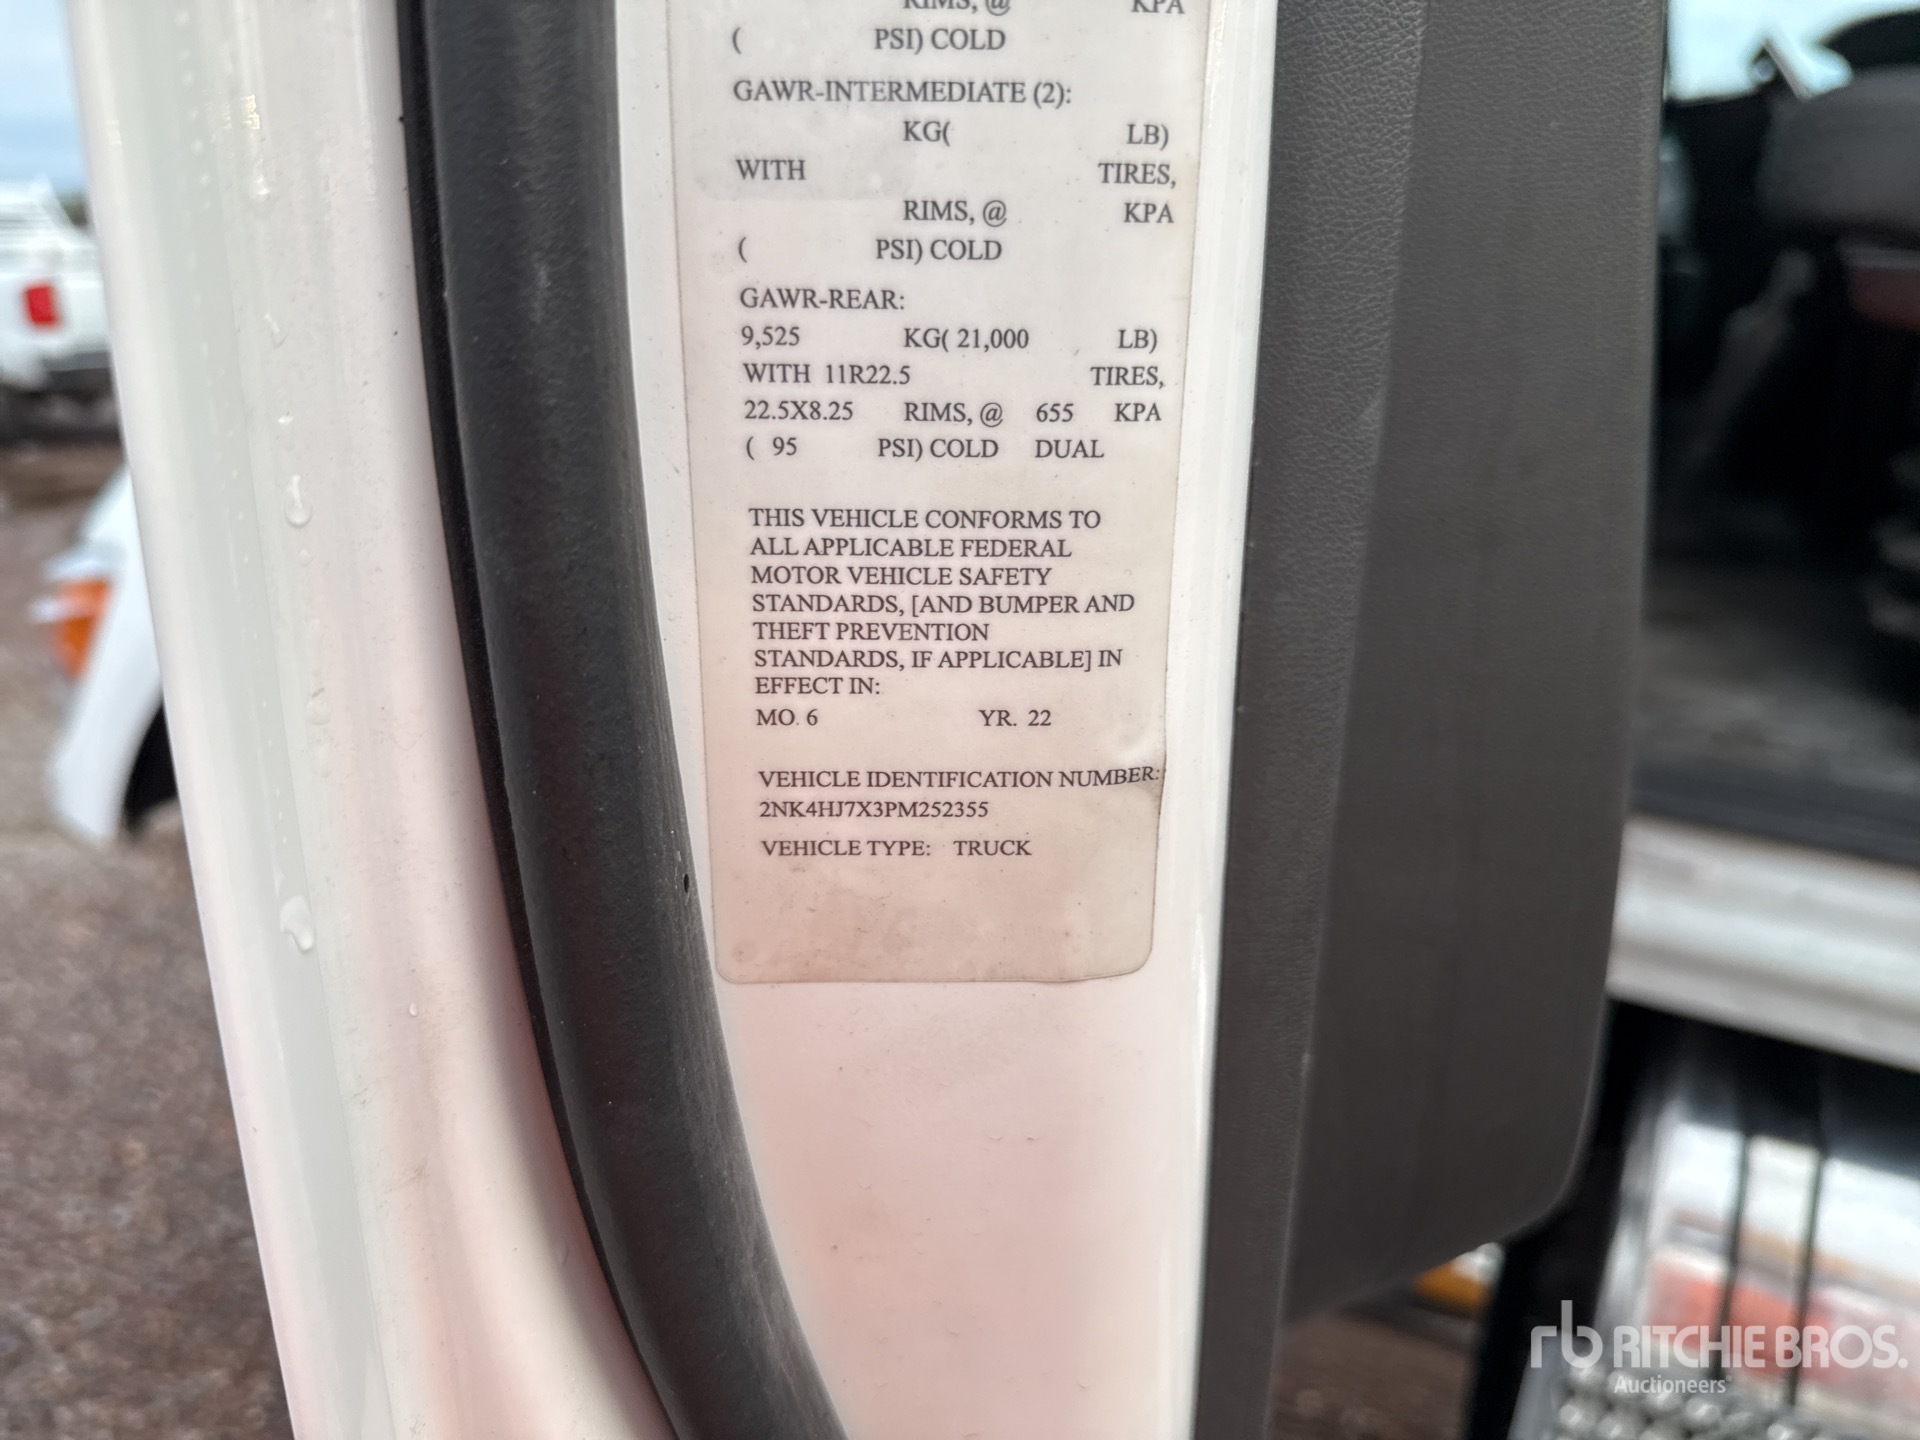 RIMS, @ KPA
( PSI) COLD
GAWR-INTERMEDIATE (2):
KG( LB)
WITH TIRES,
RIMS, @ KPA
( PSI) COLD
GAWR-REAR:
9,525 KG( 21,000 LB)
WITH 11R22.5 TIRES,
22.5X8.25 RIMS, @ 655 KPA
( 95 PSI) COLD DUAL
THIS VEHICLE CONFORMS TO
ALL APPLICABLE FEDERAL
MOTOR VEHICLE SAFETY
STANDARDS, [AND BUMPER AND
THEFT PREVENTION
STANDARDS, IF APPLICABLE] IN
EFFECT IN:
MO. 6 YR. 22
VEHICLE IDENTIFICATION NUMBER:
2NK4HJ7X3PM252355
VEHICLE TYPE: TRUCK
rb RITCHIE BROS.
Auctioneers